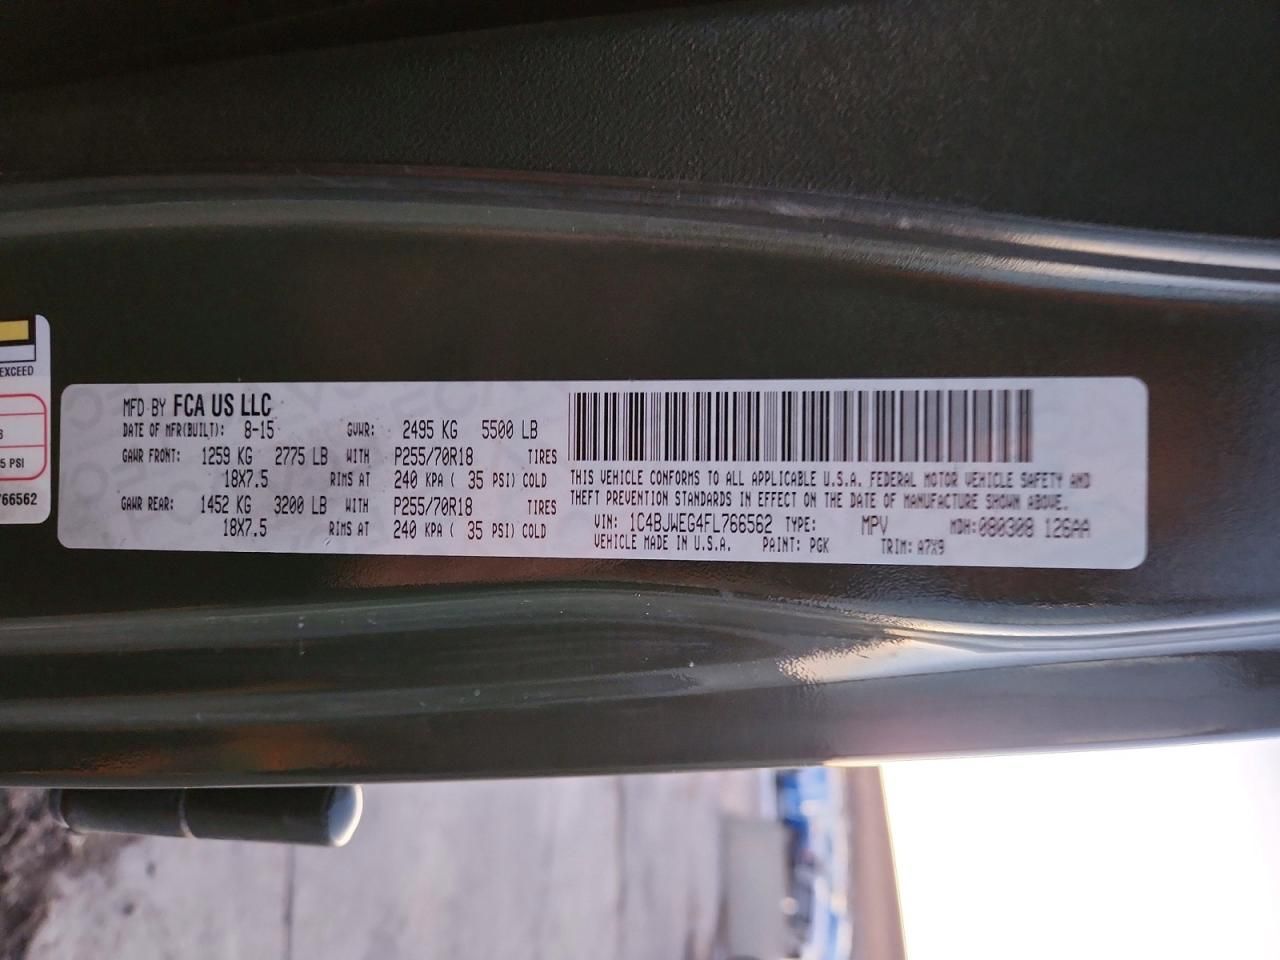 EXCEED
5 PSI
766562
MFD BY FCA US LLC
DATE OF MFR(BUILT): 8-15 GVWR: 2495 KG 5500 LB
GAWR FRONT: 1259 KG 2775 LB WITH P255/70R18 TIRES
18X7.5 RIMS AT 240 KPA ( 35 PSI) COLD
GAWR REAR: 1452 KG 3200 LB WITH P255/70R18 TIRES
18X7.5 RIMS AT 240 KPA ( 35 PSI) COLD
THIS VEHICLE CONFORMS TO ALL APPLICABLE U.S.A. FEDERAL MOTOR VEHICLE SAFETY AND
THEFT PREVENTION STANDARDS IN EFFECT ON THE DATE OF MANUFACTURE SHOWN ABOVE.
VIN: 1C4BJWEG4FL766562 TYPE: MPV MDH:080308 126AA
VEHICLE MADE IN U.S.A. PAINT: PGK TRIM: A7X9